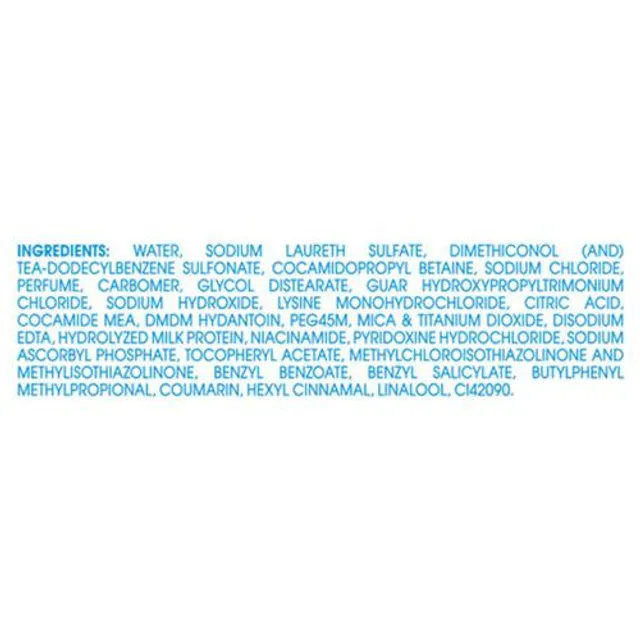 INGREDIENTS: WATER, SODIUM LAURETH SULFATE, DIMETHICONOL (AND)
TEA-DODECYLBENZENE SULFONATE, COCAMIDOPROPYL BETAINE, SODIUM CHLORIDE,
PERFUME, CARBOMER, GLYCOL DISTEARATE, GUAR HYDROXYPROPYLTRIMONIUM
CHLORIDE, SODIUM HYDROXIDE, LYSINE MONOHYDROCHLORIDE, CITRIC ACID,
COCAMIDE MEA, DMDM HYDANTOIN, PEG45M, MICA & TITANIUM DIOXIDE, DISODIUM
EDTA, HYDROLYZED MILK PROTEIN, NIACINAMIDE, PYRIDOXINE HYDROCHLORIDE, SODIUM
ASCORBYL PHOSPHATE, TOCOPHERYL ACETATE, METHYLCHLOROISOTHIAZOLINONE AND
METHYLISOTHIAZOLINONE, BENZYL BENZOATE, BENZYL SALICYLATE, BUTYLPHENYL
METHYLPROPIONAL, COUMARIN, HEXYL CINNAMAL, LINALOOL, CI42090.